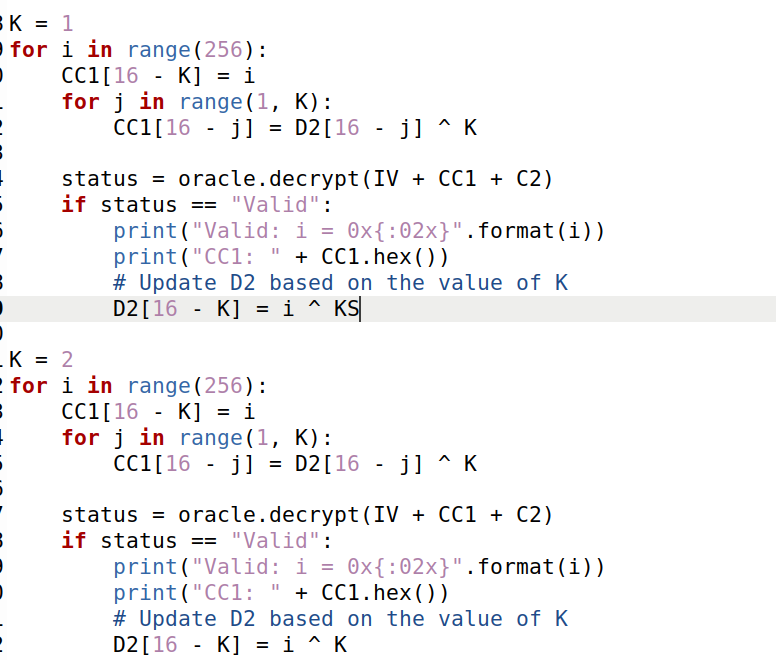 K = 1
for i in range(256):
    CC1[16 - K] = i
    for j in range(1, K):
        CC1[16 - j] = D2[16 - j] ^ K
    status = oracle.decrypt(IV + CC1 + C2)
    if status == "Valid":
        print("Valid: i = 0x{:02x}".format(i))
        print("CC1: " + CC1.hex())
        # Update D2 based on the value of K
        D2[16 - K] = i ^ KS
K = 2
for i in range(256):
    CC1[16 - K] = i
    for j in range(1, K):
        CC1[16 - j] = D2[16 - j] ^ K
    status = oracle.decrypt(IV + CC1 + C2)
    if status == "Valid":
        print("Valid: i = 0x{:02x}".format(i))
        print("CC1: " + CC1.hex())
        # Update D2 based on the value of K
        D2[16 - K] = i ^ K